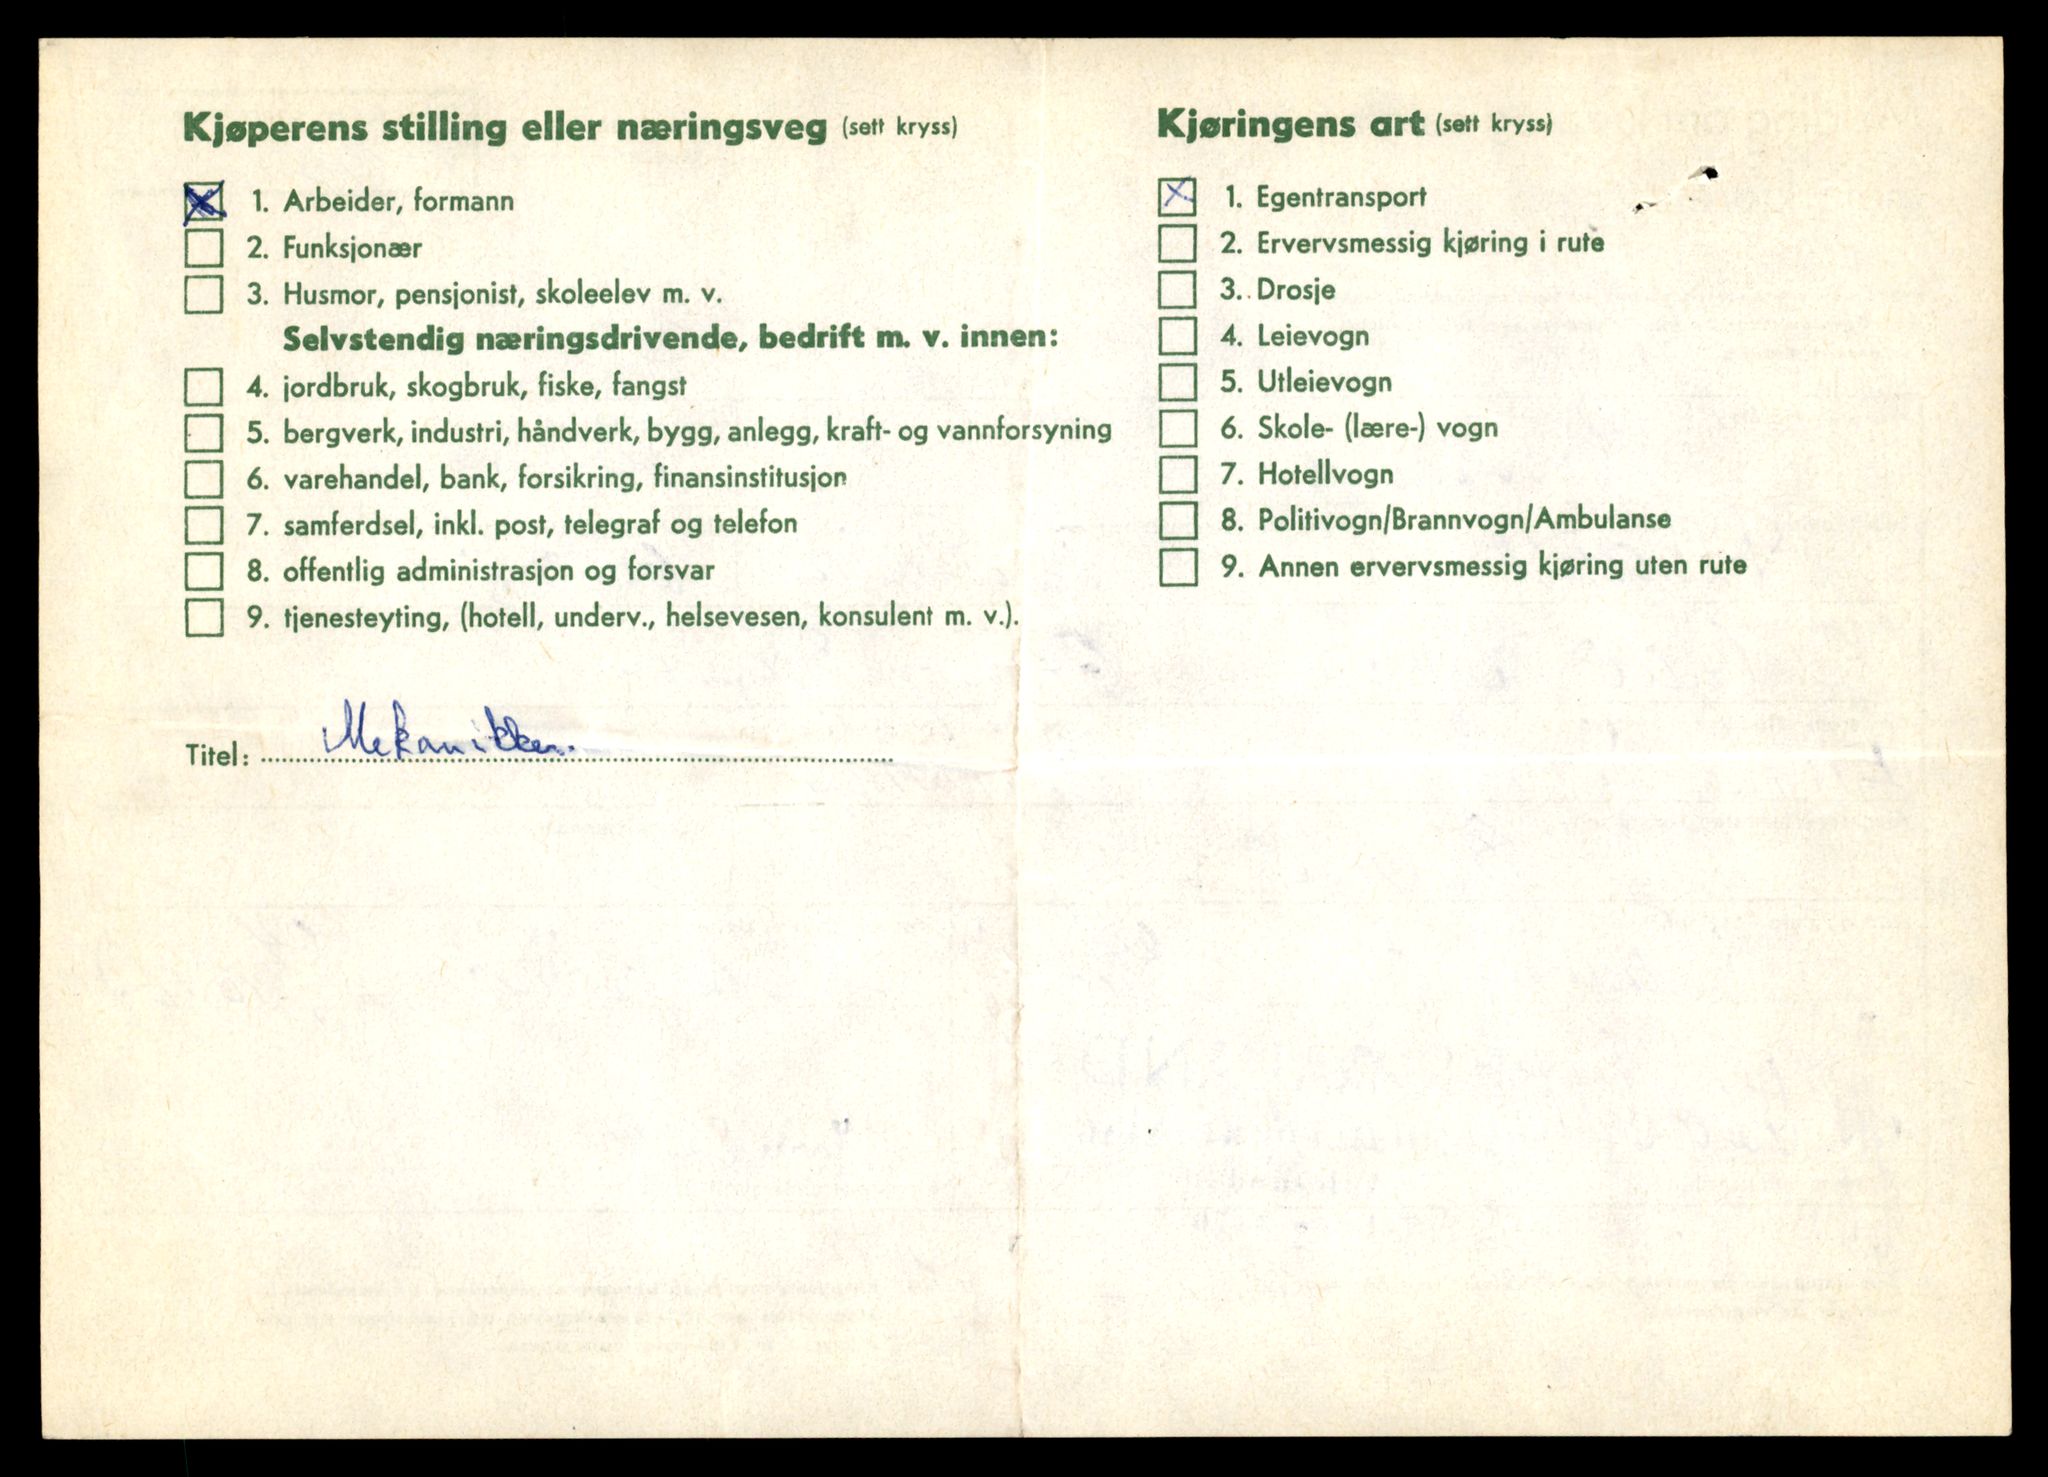 Kjøperens stilling eller næringsveg (sett kryss)
1. Arbeider, formann
2. Funksjonær
3. Husmor, pensjonist, skoleelev m. v.
Selvstendig næringsdrivende, bedrift m. v. innen:
4. jordbruk, skogbruk, fiske, fangst
5. bergverk, industri, håndverk, bygg, anlegg, kraft- og vannforsyning
6. varehandel, bank, forsikring, finansinstitusjon
7. samferdsel, inkl. post, telegraf og telefon
8. offentlig administrasjon og forsvar
9. tjenesteyting, (hotell, underv., helsevesen, konsulent m. v.).
Titel: Mekanikker
Kjøringens art (sett kryss)
1. Egentransport
2. Ervervsmessig kjøring i rute
3. Drosje
4. Leievogn
5. Utleievogn
6. Skole- (lære-) vogn
7. Hotellvogn
8. Politivogn/Brannvogn/Ambulanse
9. Annen ervervsmessig kjøring uten rute